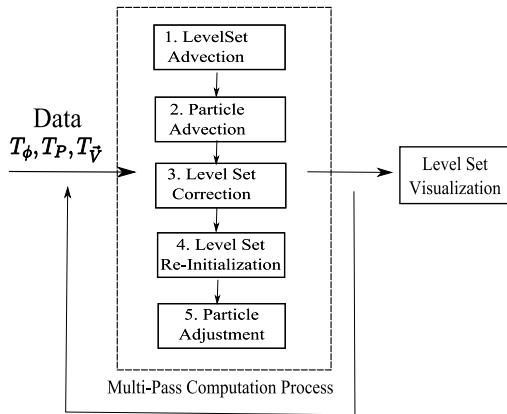 1. LevelSet
Advection
2. Particle
Advection
Data
T_ϕ, T_P, T_V⃗
3. Level Set
Correction
Level Set
Visualization
4. Level Set
Re-Initialization
5. Particle
Adjustment
Multi-Pass Computation Process